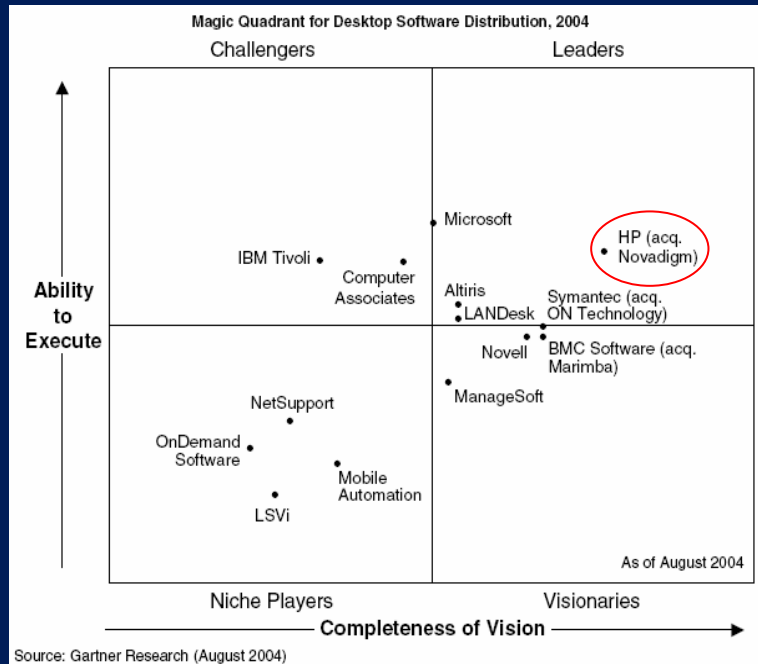 Magic Quadrant for Desktop Software Distribution, 2004
Challengers
Leaders
Ability
to
Execute
Microsoft
HP (acq.
Novadigm)
IBM Tivoli
Computer
Associates
Altiris
LANDesk
Symantec (acq.
ON Technology)
Novell
BMC Software (acq.
Marimba)
ManageSoft
NetSupport
OnDemand
Software
Mobile
Automation
LSVi
As of August 2004
Niche Players
Visionaries
Completeness of Vision
Source: Gartner Research (August 2004)